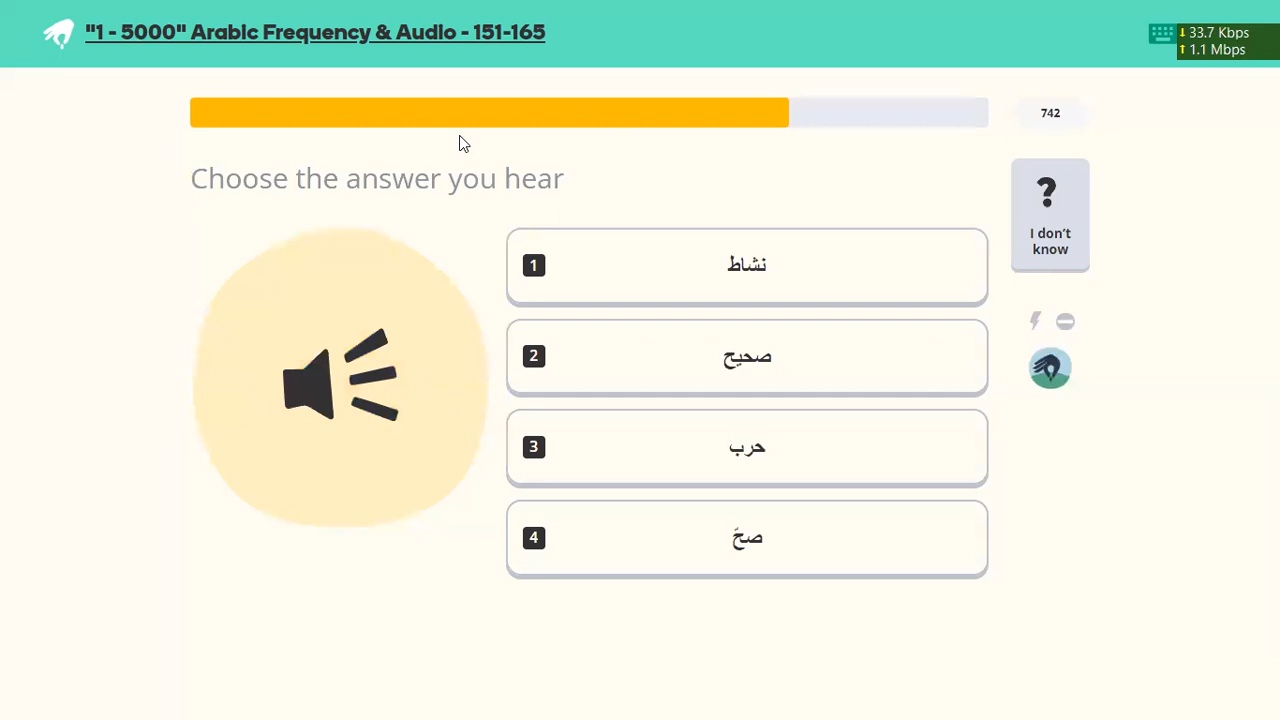 "1 - 5000" Arabic Frequency & Audio - 151-165
↓ 33.7 Kbps
↑ 1.1 Mbps
742
Choose the answer you hear
?
I don't
know
1 نشاط
2 صحيح
3 حرب
4 صحّ